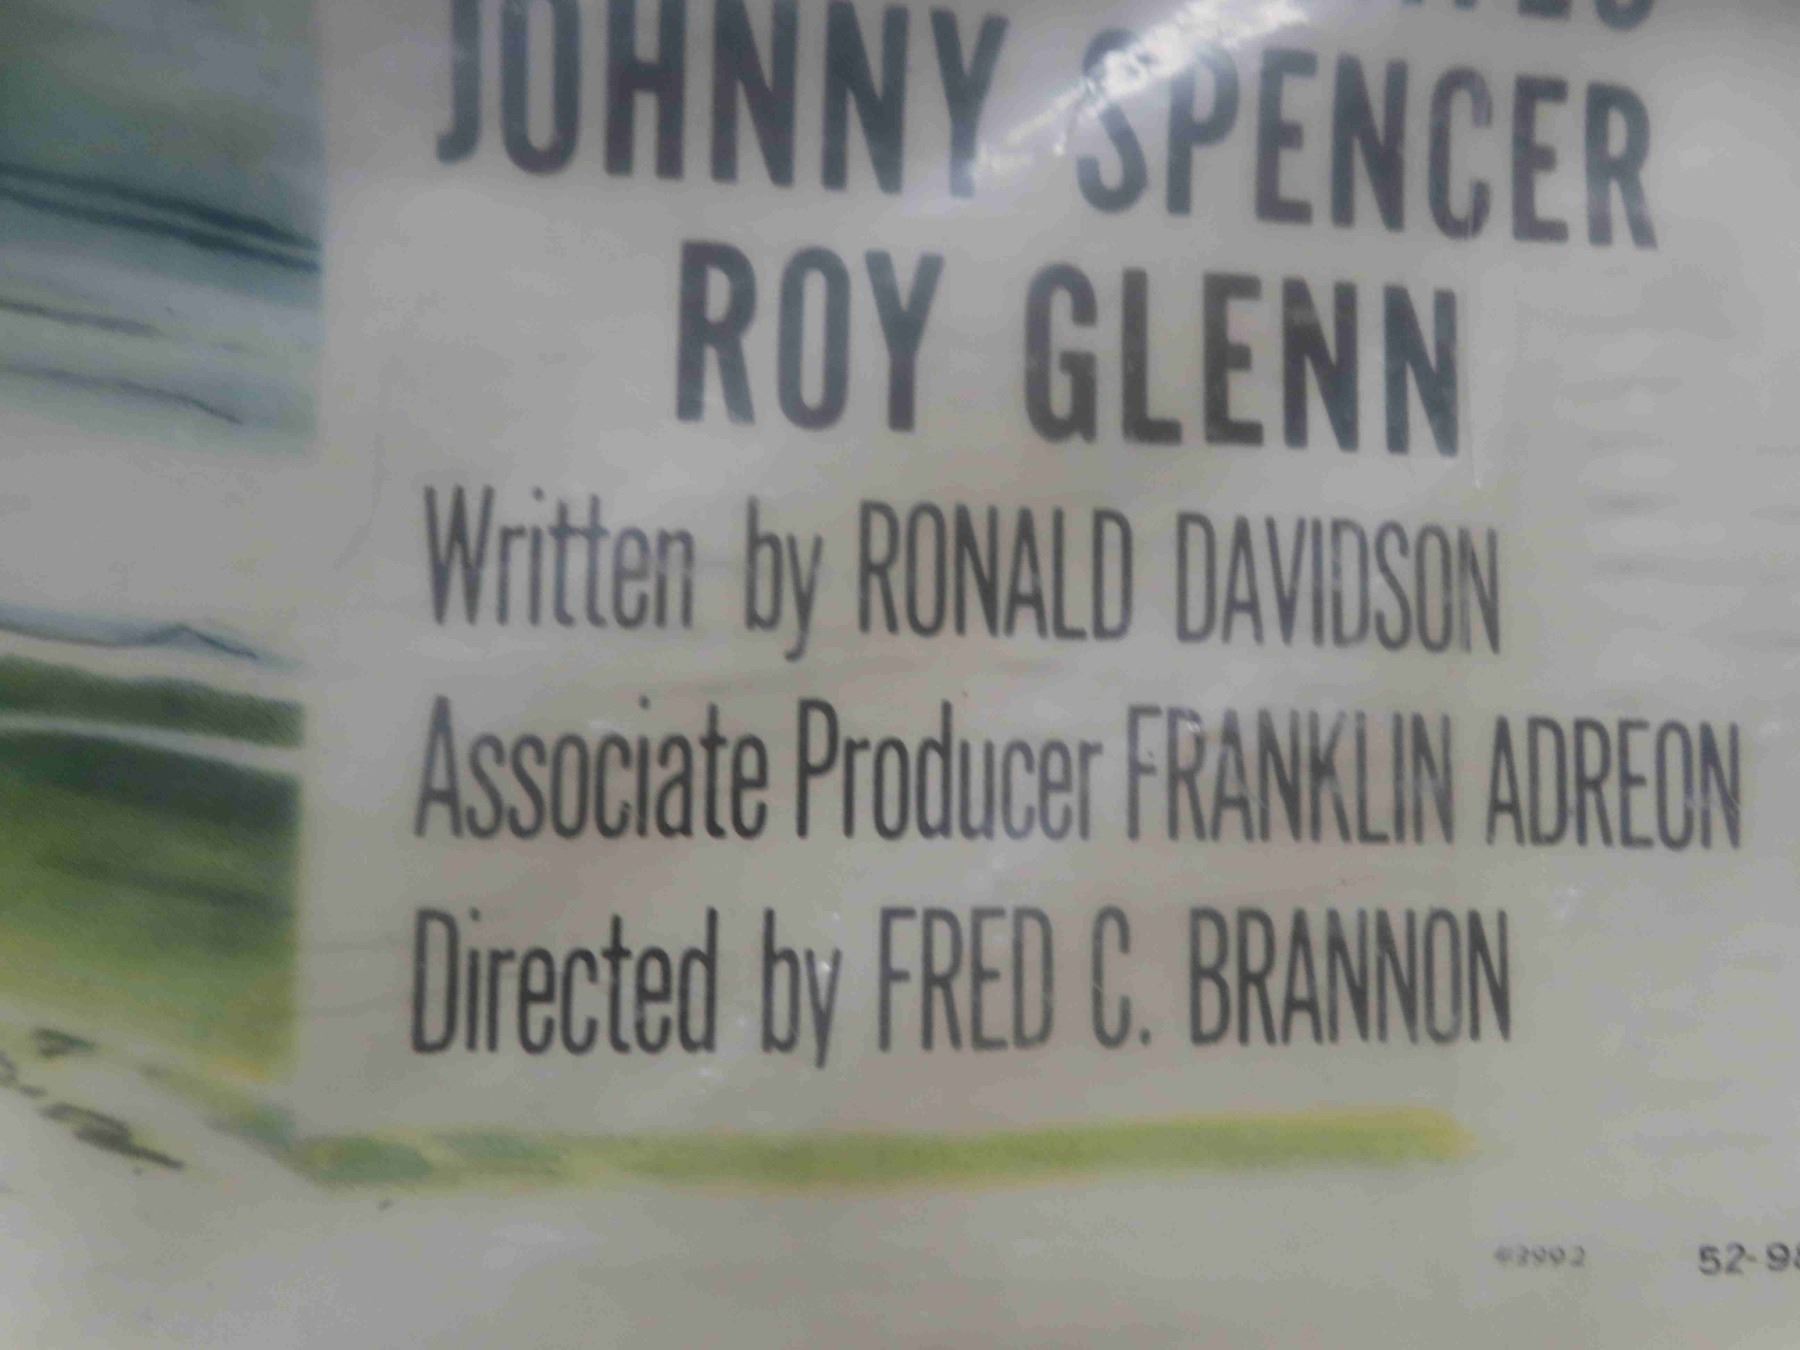 JOHNNY SPENCER
ROY GLENN
Written by RONALD DAVIDSON
Associate Producer FRANKLIN ADREON
Directed by FRED C. BRANNON